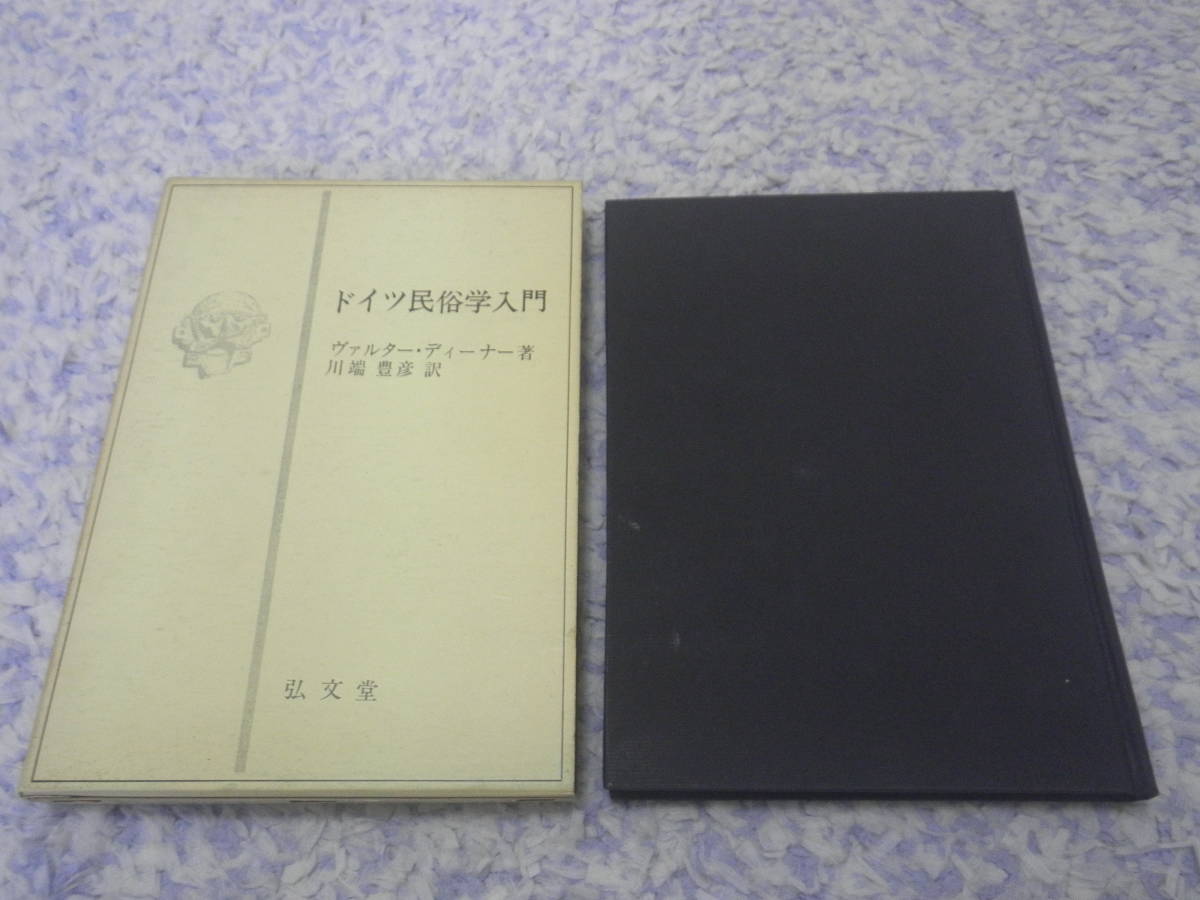 ドイツ民俗学入門
ヴァルター・ディーナー著
川端 豊彦 訳
弘文堂